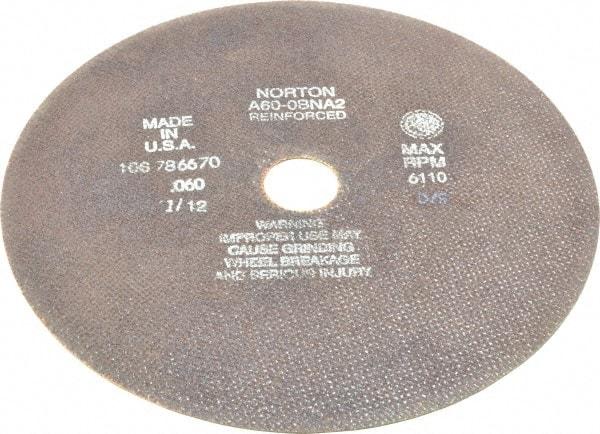 NORTON
A60-0BNA2
REINFORCED
MADE
IN
U.S.A.
106 786670
.060
1/12
MAX
RPM
6110
WARNING
IMPROPER USE MAY
CAUSE GRINDING
WHEEL BREAKAGE
AND SERIOUS INJURY